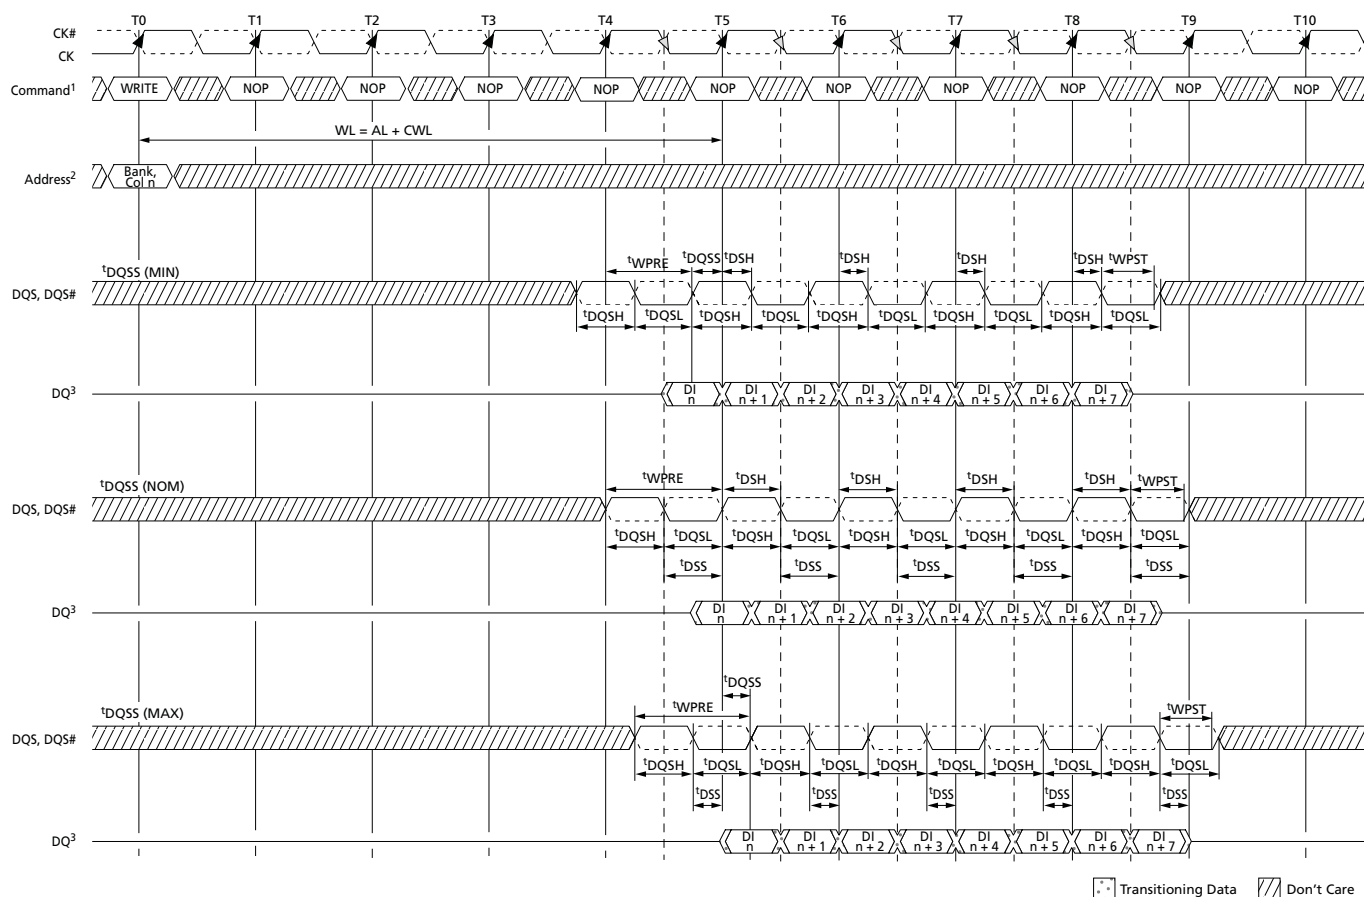 T0 T1 T2 T3 T4 T5 T6 T7 T8 T9 T10
CK#
CK
Command1 WRITE NOP NOP NOP NOP NOP NOP NOP NOP NOP NOP
WL = AL + CWL
Address2 Bank, Col n
tDQSS (MIN) tWPRE tDQSS tDSH tDSH tDSH tDSH tWPST
DQS, DQS#
tDQSH tDQSL tDQSH tDQSL tDQSH tDQSL tDQSH tDQSL tDQSH tDQSL
DQ3 DI n DI n + 1 DI n + 2 DI n + 3 DI n + 4 DI n + 5 DI n + 6 DI n + 7
tDQSS (NOM) tWPRE tDSH tDSH tDSH tDSH tWPST
DQS, DQS#
tDQSH tDQSL tDQSH tDQSL tDQSH tDQSL tDQSH tDQSL tDQSH tDQSL
tDSS tDSS tDSS tDSS tDSS
DQ3 DI n DI n + 1 DI n + 2 DI n + 3 DI n + 4 DI n + 5 DI n + 6 DI n + 7
tDQSS
tDQSS (MAX) tWPRE tWPST
DQS, DQS#
tDQSH tDQSL tDQSH tDQSL tDQSH tDQSL tDQSH tDQSL tDQSH tDQSL
tDSS tDSS tDSS tDSS tDSS
DQ3 DI n DI n + 1 DI n + 2 DI n + 3 DI n + 4 DI n + 5 DI n + 6 DI n + 7
Transitioning Data Don't Care